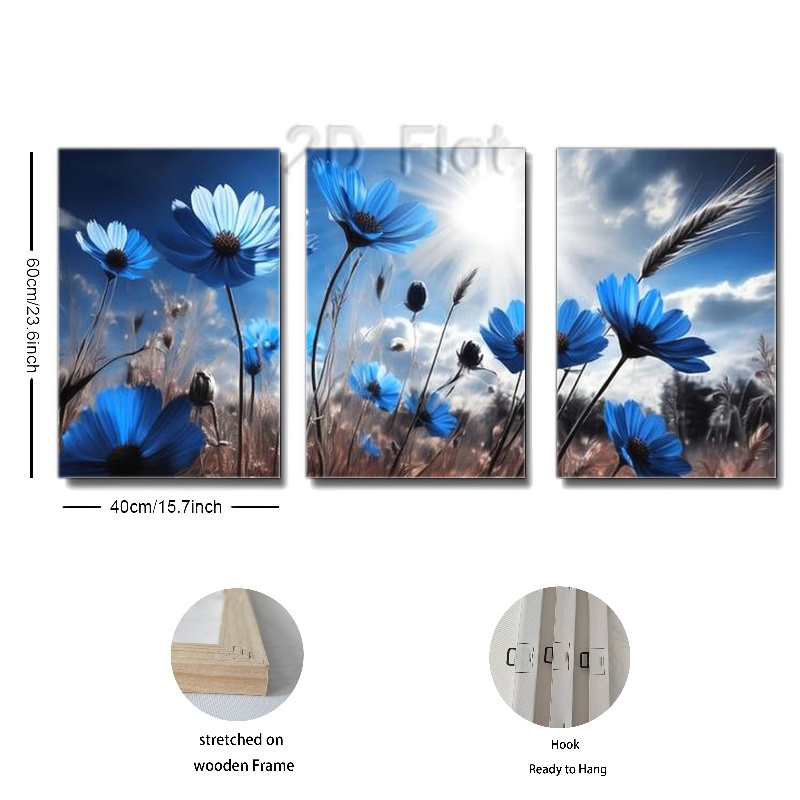 2D Flat
60cm/23.6inch
40cm/15.7inch
stretched on
wooden Frame
Hook
Ready to Hang